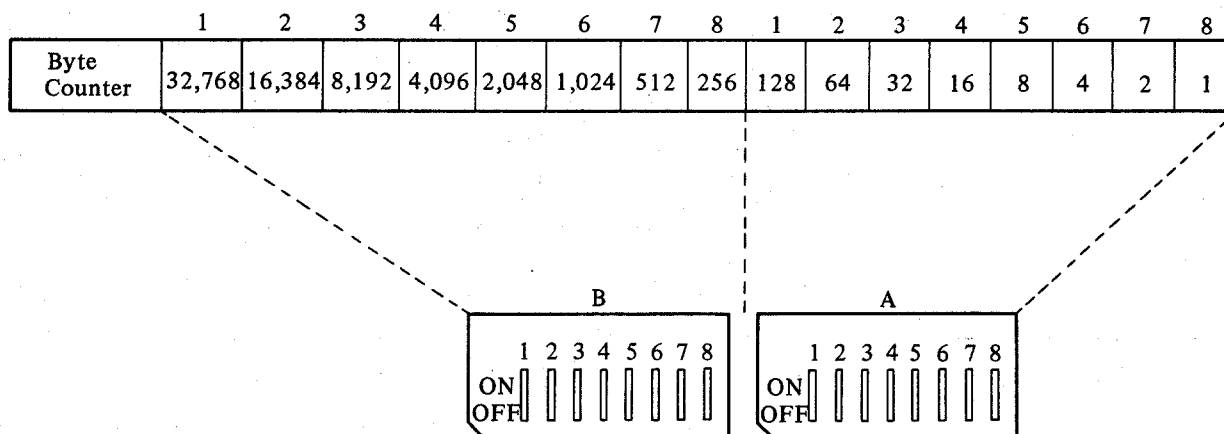 1 2 3 4 5 6 7 8 1 2 3 4 5 6 7 8
Byte
Counter
32,768 16,384 8,192 4,096 2,048 1,024 512 256 128 64 32 16 8 4 2 1
B A
1 2 3 4 5 6 7 8 1 2 3 4 5 6 7 8
ON ON
OFF OFF